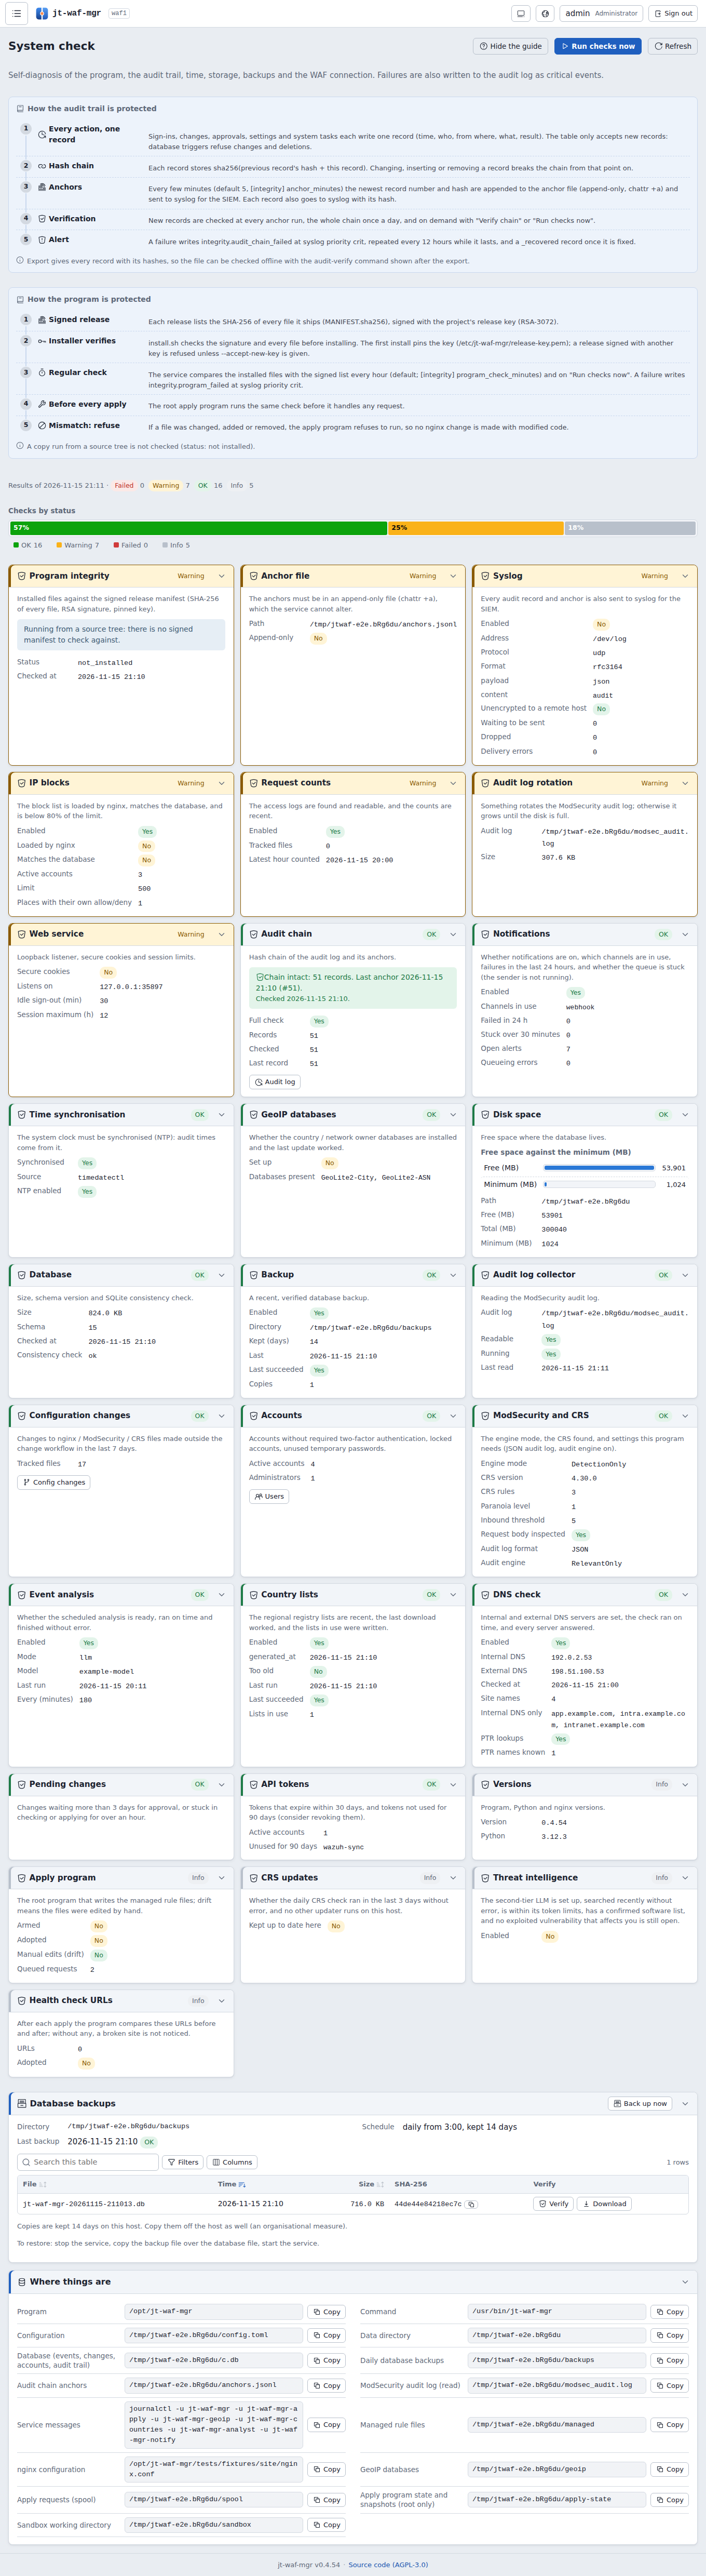 jt-waf-mgr waf1 admin Administrator Sign out
System check Hide the guide Run checks now Refresh
Self-diagnosis of the program, the audit trail, time, storage, backups and the WAF connection. Failures are also written to the audit log as critical events.
How the audit trail is protected
1 Every action, one record
Sign-ins, changes, approvals, settings and system tasks each write one record (time, who, from where, what, result). The table only accepts new records:
database triggers refuse changes and deletions.
2 Hash chain Each record stores sha256(previous record's hash + this record). Changing, inserting or removing a record breaks the chain from that point on.
3 Anchors Every few minutes (default 5, [integrity] anchor_minutes) the newest record number and hash are appended to the anchor file (append-only, chattr +a) and
sent to syslog for the SIEM. Each record also goes to syslog with its hash.
4 Verification New records are checked at every anchor run, the whole chain once a day, and on demand with "Verify chain" or "Run checks now".
5 Alert A failure writes integrity.audit_chain_failed at syslog priority crit, repeated every 12 hours while it lasts, and a _recovered record once it is fixed.
Export gives every record with its hashes, so the file can be checked offline with the audit-verify command shown after the export.
How the program is protected
1 Signed release Each release lists the SHA-256 of every file it ships (MANIFEST.sha256), signed with the project's release key (RSA-3072).
2 Installer verifies install.sh checks the signature and every file before installing. The first install pins the key (/etc/jt-waf-mgr/release-key.pem); a release signed with another
key is refused unless --accept-new-key is given.
3 Regular check The service compares the installed files with the signed list every hour (default; [integrity] program_check_minutes) and on "Run checks now". A failure writes
integrity.program_failed at syslog priority crit.
4 Before every apply The root apply program runs the same check before it handles any request.
5 Mismatch: refuse If a file was changed, added or removed, the apply program refuses to run, so no nginx change is made with modified code.
A copy run from a source tree is not checked (status: not_installed).
Results of 2026-11-15 21:11 · Failed 0 Warning 7 OK 16 Info 5
Checks by status
57% 25% 18%
OK 16 Warning 7 Failed 0 Info 5
Program integrity Warning
Installed files against the signed release manifest (SHA-256
of every file, RSA signature, pinned key).
Running from a source tree: there is no signed
manifest to check against.
Status not_installed
Checked at 2026-11-15 21:10
Anchor file Warning
The anchors must be in an append-only file (chattr +a),
which the service cannot alter.
Path /tmp/jtwaf-e2e.bRg6du/anchors.jsonl
Append-only No
Syslog Warning
Every audit record and anchor is also sent to syslog for the
SIEM.
Enabled No
Address /dev/log
Protocol udp
Format rfc3164
payload json
content audit
Unencrypted to a remote host No
Waiting to be sent 0
Dropped 0
Delivery errors 0
IP blocks Warning
The block list is loaded by nginx, matches the database, and
is below 80% of the limit.
Enabled Yes
Loaded by nginx No
Matches the database No
Active accounts 3
Limit 500
Places with their own allow/deny 1
Request counts Warning
The access logs are found and readable, and the counts are
recent.
Enabled Yes
Tracked files 0
Latest hour counted 2026-11-15 20:00
Audit log rotation Warning
Something rotates the ModSecurity audit log; otherwise it
grows until the disk is full.
Audit log /tmp/jtwaf-e2e.bRg6du/modsec_audit.
log
Size 307.6 KB
Web service Warning
Loopback listener, secure cookies and session limits.
Secure cookies No
Listens on 127.0.0.1:35897
Idle sign-out (min) 30
Session maximum (h) 12
Audit chain OK
Hash chain of the audit log and its anchors.
Chain intact: 51 records. Last anchor 2026-11-15
21:10 (#51).
Checked 2026-11-15 21:10.
Full check Yes
Records 51
Checked 51
Last record 51
Audit log
Notifications OK
Whether notifications are on, which channels are in use,
failures in the last 24 hours, and whether the queue is stuck
(the sender is not running).
Enabled Yes
Channels in use webhook
Failed in 24 h 0
Stuck over 30 minutes 0
Open alerts 7
Queueing errors 0
Time synchronisation OK
The system clock must be synchronised (NTP): audit times
come from it.
Synchronised Yes
Source timedatectl
NTP enabled Yes
GeoIP databases OK
Whether the country / network owner databases are installed
and the last update worked.
Set up No
Databases present GeoLite2-City, GeoLite2-ASN
Disk space OK
Free space where the database lives.
Free space against the minimum (MB)
Free (MB) 53,901
Minimum (MB) 1,024
Path /tmp/jtwaf-e2e.bRg6du
Free (MB) 53901
Total (MB) 300040
Minimum (MB) 1024
Database OK
Size, schema version and SQLite consistency check.
Size 824.0 KB
Schema 15
Checked at 2026-11-15 21:10
Consistency check ok
Backup OK
A recent, verified database backup.
Enabled Yes
Directory /tmp/jtwaf-e2e.bRg6du/backups
Kept (days) 14
Last 2026-11-15 21:10
Last succeeded Yes
Copies 1
Audit log collector OK
Reading the ModSecurity audit log.
Audit log /tmp/jtwaf-e2e.bRg6du/modsec_audit.
log
Readable Yes
Running Yes
Last read 2026-11-15 21:11
Configuration changes OK
Changes to nginx / ModSecurity / CRS files made outside the
change workflow in the last 7 days.
Tracked files 17
Config changes
Accounts OK
Accounts without required two-factor authentication, locked
accounts, unused temporary passwords.
Active accounts 4
Administrators 1
Users
ModSecurity and CRS OK
The engine mode, the CRS found, and settings this program
needs (JSON audit log, audit engine on).
Engine mode DetectionOnly
CRS version 4.30.0
CRS rules 3
Paranoia level 1
Inbound threshold 5
Request body inspected Yes
Audit log format JSON
Audit engine RelevantOnly
Event analysis OK
Whether the scheduled analysis is ready, ran on time and
finished without error.
Enabled Yes
Mode llm
Model example-model
Last run 2026-11-15 20:11
Every (minutes) 180
Country lists OK
The regional registry lists are recent, the last download
worked, and the lists in use were written.
Enabled Yes
generated_at 2026-11-15 21:10
Too old No
Last run 2026-11-15 21:10
Last succeeded Yes
Lists in use 1
DNS check OK
Internal and external DNS servers are set, the check ran on
time, and every server answered.
Enabled Yes
Internal DNS 192.0.2.53
External DNS 198.51.100.53
Checked at 2026-11-15 21:00
Site names 4
Internal DNS only app.example.com, intra.example.co
m, intranet.example.com
PTR lookups Yes
PTR names known 1
Pending changes OK
Changes waiting more than 3 days for approval, or stuck in
checking or applying for over an hour.
API tokens OK
Tokens that expire within 30 days, and tokens not used for
90 days (consider revoking them).
Active accounts 1
Unused for 90 days wazuh-sync
Versions Info
Program, Python and nginx versions.
Version 0.4.54
Python 3.12.3
Apply program Info
The root program that writes the managed rule files; drift
means the files were edited by hand.
Armed No
Adopted No
Manual edits (drift) No
Queued requests 2
CRS updates Info
Whether the daily CRS check ran in the last 3 days without
error, and no other updater runs on this host.
Kept up to date here No
Threat intelligence Info
The second-tier LLM is set up, searched recently without
error, is within its token limits, has a confirmed software list,
and no exploited vulnerability that affects you is still open.
Enabled No
Health check URLs Info
After every apply the program compares these URLs before
and after; without any, a broken site is not noticed.
URLs 0
Adopted No
Database backups Back up now
Directory /tmp/jtwaf-e2e.bRg6du/backups Schedule daily from 3:00, kept 14 days
Last backup 2026-11-15 21:10 OK
Search this table Filters Columns 1 rows
File Time Size SHA-256 Verify
jt-waf-mgr-20261115-211013.db 2026-11-15 21:10 716.0 KB 44de44e84218ec7c Verify Download
Copies are kept 14 days on this host. Copy them off the host as well (an organisational measure).
To restore: stop the service, copy the backup file over the database file, start the service.
Where things are
Program /opt/jt-waf-mgr Copy Command /usr/bin/jt-waf-mgr Copy
Configuration /tmp/jtwaf-e2e.bRg6du/config.toml Copy Data directory /tmp/jtwaf-e2e.bRg6du Copy
Database (events, changes,
accounts, audit trail) /tmp/jtwaf-e2e.bRg6du/c.db Copy Daily database backups /tmp/jtwaf-e2e.bRg6du/backups Copy
Audit chain anchors /tmp/jtwaf-e2e.bRg6du/anchors.jsonl Copy ModSecurity audit log (read) /tmp/jtwaf-e2e.bRg6du/modsec_audit.log Copy
Service messages journalctl -u jt-waf-mgr -u jt-waf-mgr-a
pply -u jt-waf-mgr-geoip -u jt-waf-mgr-c
ountries -u jt-waf-mgr-analyst -u jt-waf
-mgr-notify Copy Managed rule files /tmp/jtwaf-e2e.bRg6du/managed Copy
nginx configuration /opt/jt-waf-mgr/tests/fixtures/site/ngin
x.conf Copy GeoIP databases /tmp/jtwaf-e2e.bRg6du/geoip Copy
Apply requests (spool) /tmp/jtwaf-e2e.bRg6du/spool Copy Apply program state and
snapshots (root only) /tmp/jtwaf-e2e.bRg6du/apply-state Copy
Sandbox working directory /tmp/jtwaf-e2e.bRg6du/sandbox Copy
jt-waf-mgr v0.4.54 · Source code (AGPL-3.0)